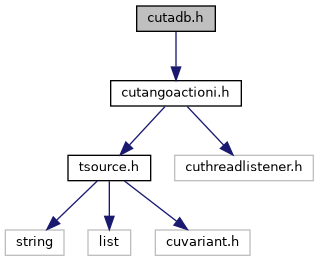 cutadb.h
cutangoactioni.h
tsource.h
cuthreadlistener.h
string
list
cuvariant.h